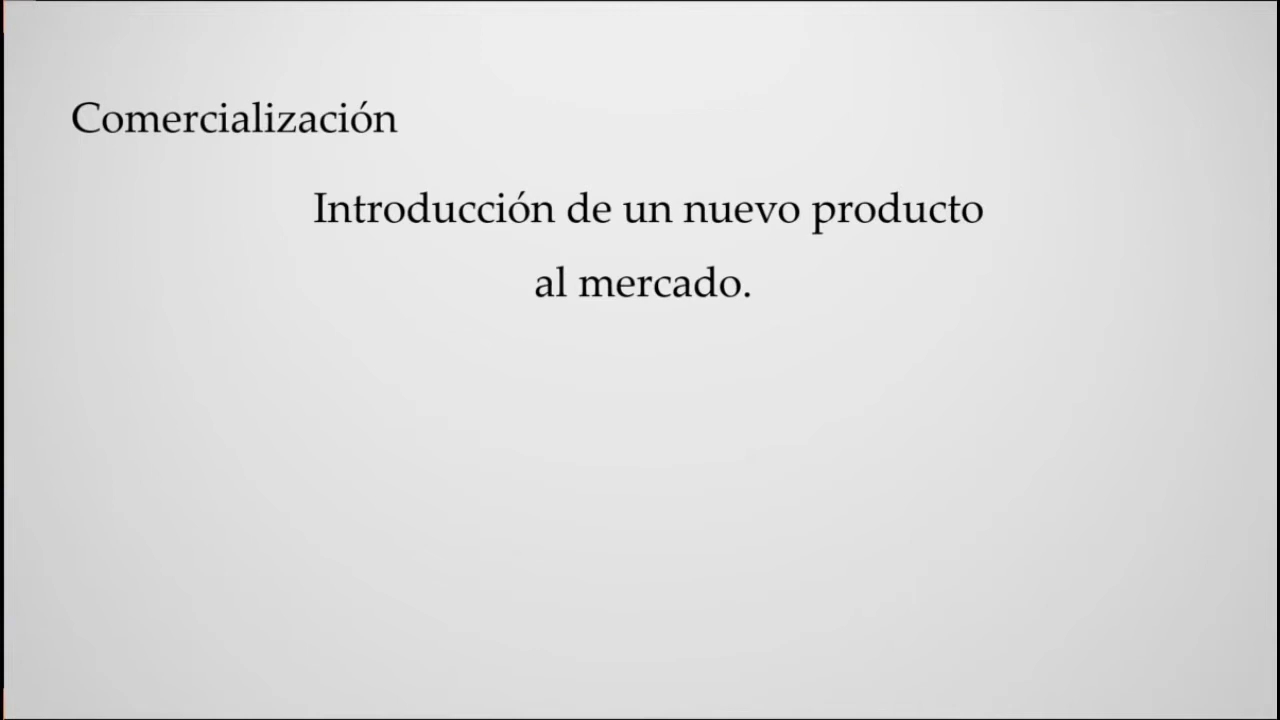 Comercialización
Introducción de un nuevo producto
al mercado.